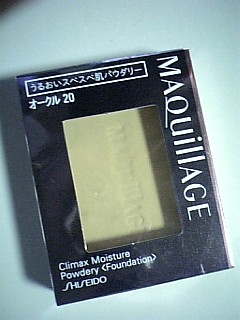 うるおいスベスベ肌パウダリー
オークル 20
MAQuillAGE
Climax Moisture
Powdery <Foundation>
SHISEIDO